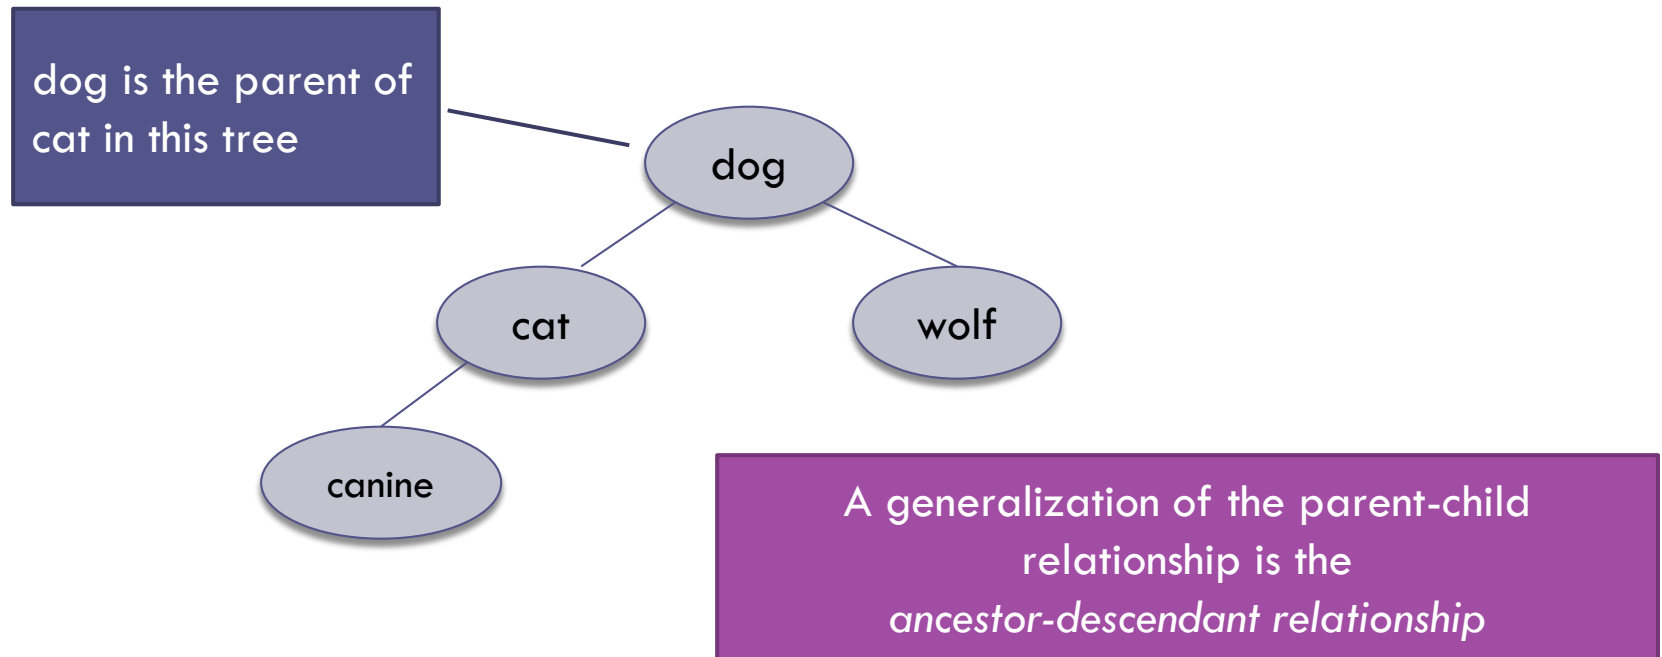 dog is the parent of
cat in this tree
dog
cat
wolf
canine
A generalization of the parent-child
relationship is the
ancestor-descendant relationship